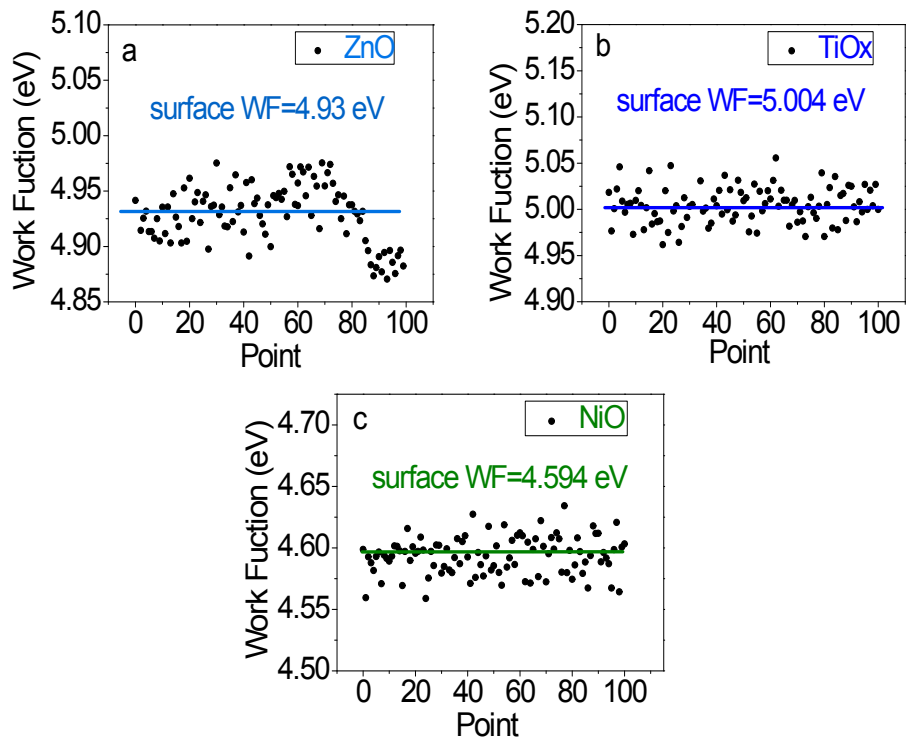 a
ZnO
surface WF=4.93 eV
Work Fuction (eV)
5.10
5.05
5.00
4.95
4.90
4.85
0 20 40 60 80 100
Point
b
TiOx
surface WF=5.004 eV
Work Fuction (eV)
5.20
5.15
5.10
5.05
5.00
4.95
4.90
0 20 40 60 80 100
Point
c
NiO
surface WF=4.594 eV
Work Fuction (eV)
4.70
4.65
4.60
4.55
4.50
0 20 40 60 80 100
Point